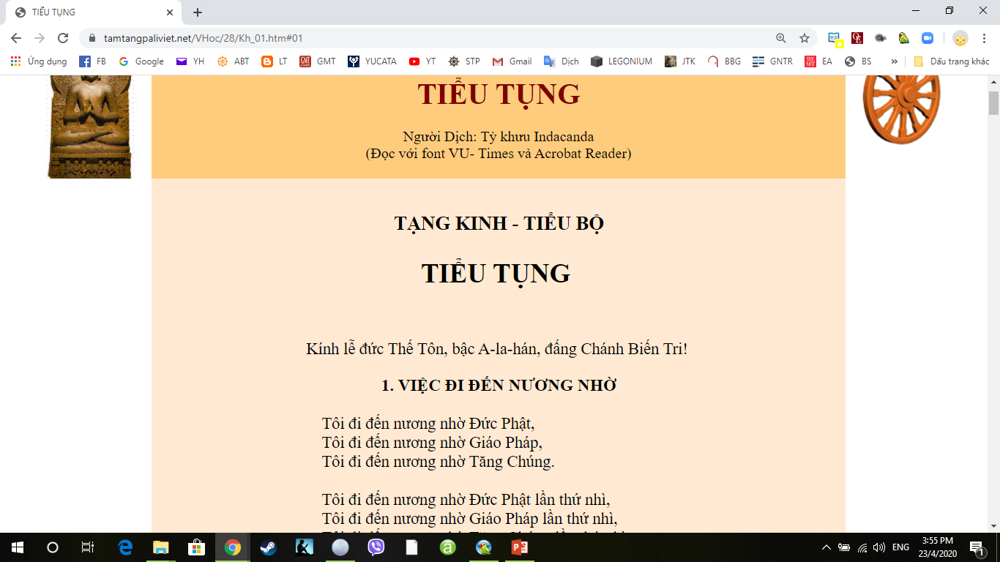 TIỂU TỤNG
tamtangpaliviet.net/VHoc/28/Kh_01.htm#01
Ứng dụng FB Google YH ABT LT GMT YUCATA YT STP Gmail Dịch LEGONIUM JTK BBG GNTR EA BS » Dấu trang khác
TIỂU TỤNG
Người Dịch: Tỳ khưu Indacanda
(Đọc với font VU- Times và Acrobat Reader)
TẠNG KINH - TIỂU BỘ
TIỂU TỤNG
Kính lễ đức Thế Tôn, bậc A-la-hán, đấng Chánh Biến Tri!
1. VIỆC ĐI ĐẾN NƯƠNG NHỜ
Tôi đi đến nương nhờ Đức Phật,
Tôi đi đến nương nhờ Giáo Pháp,
Tôi đi đến nương nhờ Tăng Chúng.
Tôi đi đến nương nhờ Đức Phật lần thứ nhì,
Tôi đi đến nương nhờ Giáo Pháp lần thứ nhì,
ENG
3:55 PM
23/4/2020